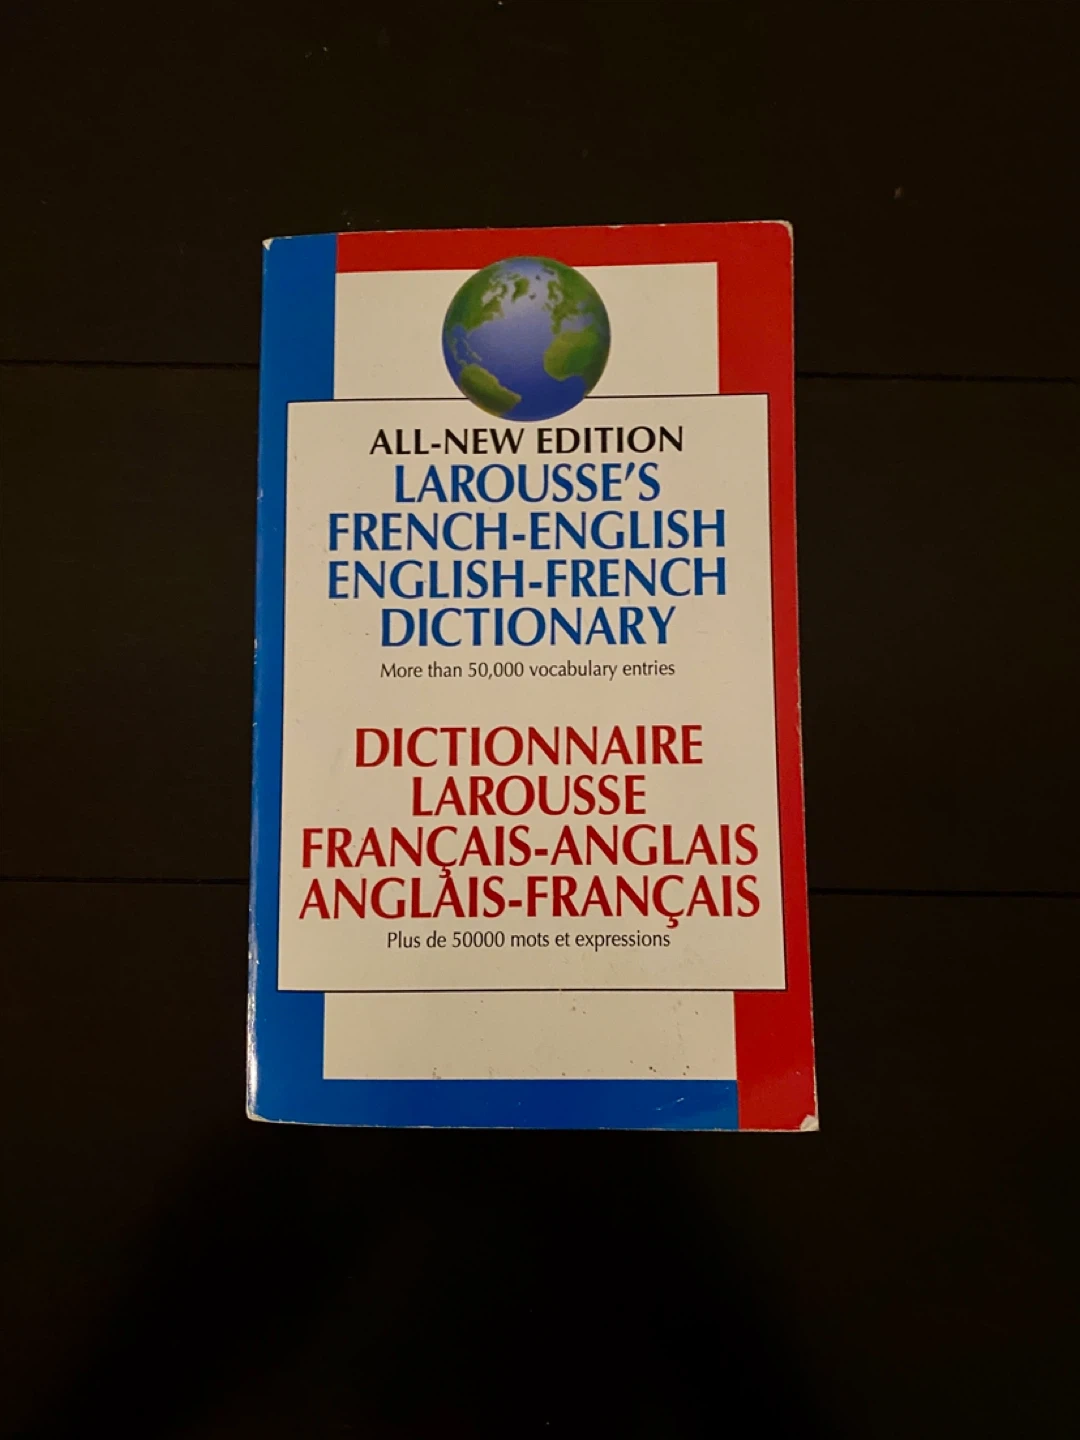 ALL-NEW EDITION
LAROUSSE'S
FRENCH-ENGLISH
ENGLISH-FRENCH
DICTIONARY
More than 50,000 vocabulary entries
DICTIONNAIRE
LAROUSSE
FRANÇAIS-ANGLAIS
ANGLAIS-FRANÇAIS
Plus de 50000 mots et expressions